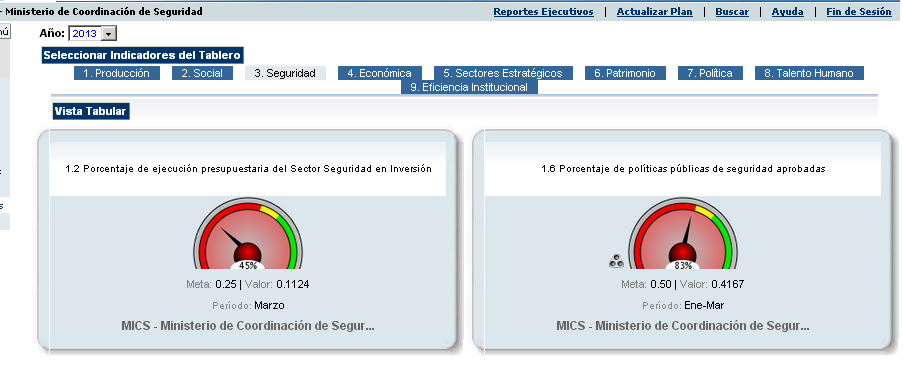 - Ministerio de Coordinación de Seguridad
Reportes Ejecutivos | Actualizar Plan | Buscar | Ayuda | Fin de Sesión
Año: 2013
Seleccionar Indicadores del Tablero
1. Producción 2. Social 3. Seguridad 4. Económica 5. Sectores Estratégicos 6. Patrimonio 7. Política 8. Talento Humano
9. Eficiencia Institucional
Vista Tabular
1.2 Porcentaje de ejecución presupuestaria del Sector Seguridad en Inversión
45%
Meta: 0.25 | Valor: 0.1124
Período: Marzo
MICS - Ministerio de Coordinación de Segur...
1.6 Porcentaje de políticas públicas de seguridad aprobadas
83%
Meta: 0.50 | Valor: 0.4167
Período: Ene-Mar
MICS - Ministerio de Coordinación de Segur...